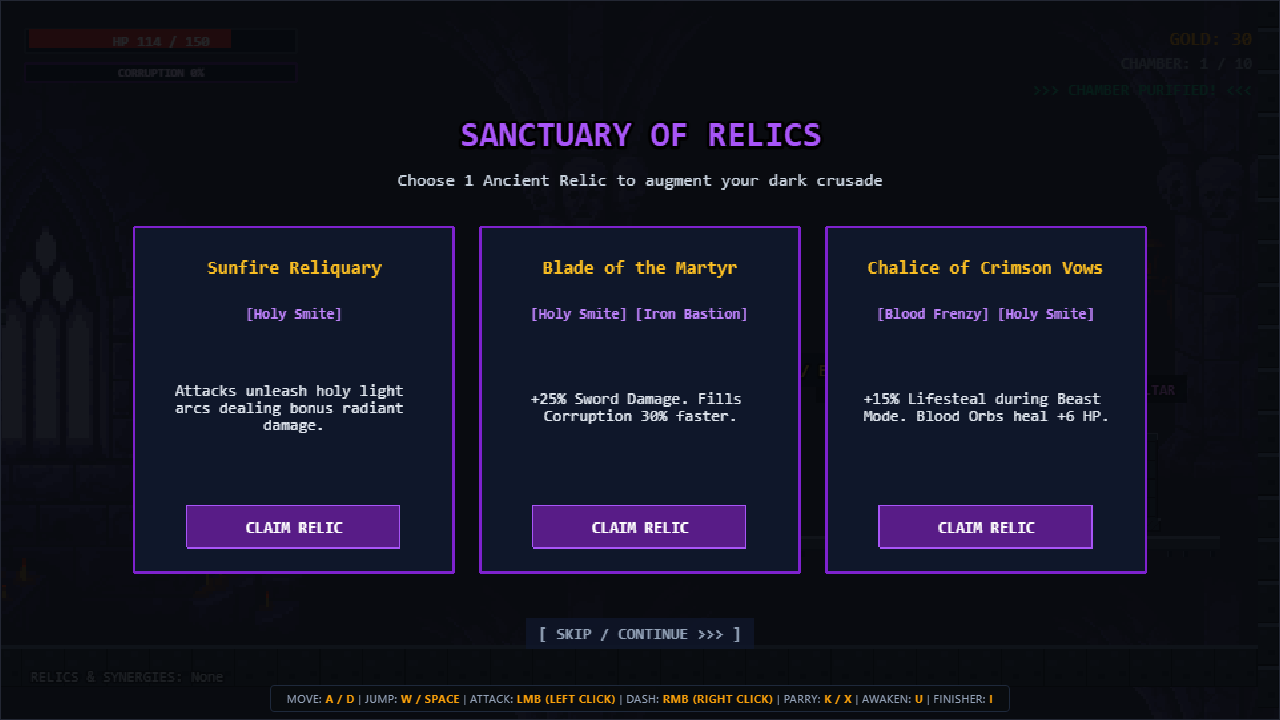 HP 114 / 150
CORRUPTION 0%
GOLD: 30
CHAMBER: 1 / 10
>>> CHAMBER PURIFIED! <<<
SANCTUARY OF RELICS
Choose 1 Ancient Relic to augment your dark crusade
Sunfire Reliquary
[Holy Smite]
Attacks unleash holy light
arcs dealing bonus radiant
damage.
CLAIM RELIC
Blade of the Martyr
[Holy Smite] [Iron Bastion]
+25% Sword Damage. Fills
Corruption 30% faster.
CLAIM RELIC
Chalice of Crimson Vows
[Blood Frenzy] [Holy Smite]
+15% Lifesteal during Beast
Mode. Blood Orbs heal +6 HP.
CLAIM RELIC
[ SKIP / CONTINUE >>> ]
RELICS & SYNERGIES: None
MOVE: A / D | JUMP: W / SPACE | ATTACK: LMB (LEFT CLICK) | DASH: RMB (RIGHT CLICK) | PARRY: K / X | AWAKEN: U | FINISHER: I